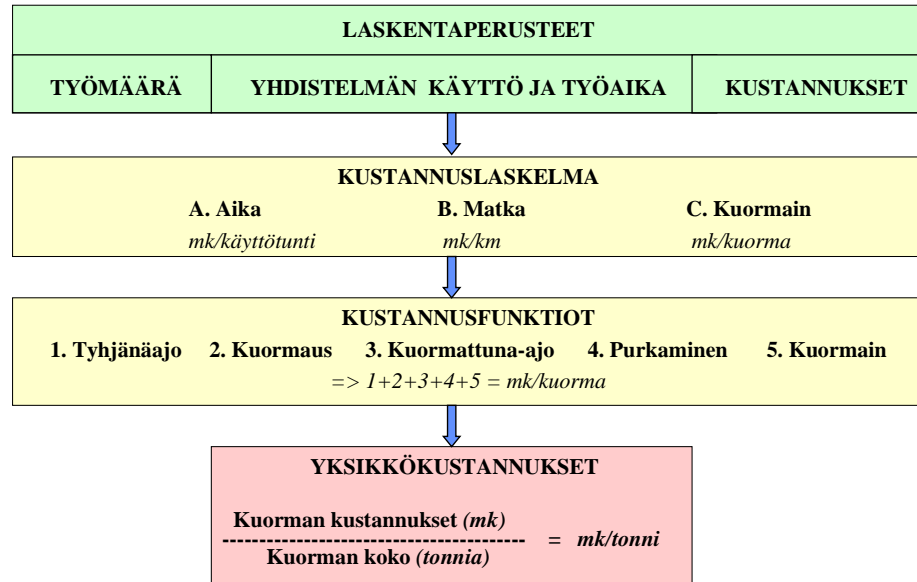 LASKENTAPERUSTEET
TYÖMÄÄRÄ YHDISTELMÄN KÄYTTÖ JA TYÖAIKA KUSTANNUKSET
KUSTANNUSLASKELMA
A. Aika B. Matka C. Kuormain
mk/käyttötunti mk/km mk/kuorma
KUSTANNUSFUNKTIOT
1. Tyhjänäajo 2. Kuormaus 3. Kuormattuna-ajo 4. Purkaminen 5. Kuormain
=> 1+2+3+4+5 = mk/kuorma
YKSIKKÖKUSTANNUKSET
Kuorman kustannukset (mk)
--------------------------------------- = mk/tonni
Kuorman koko (tonnia)